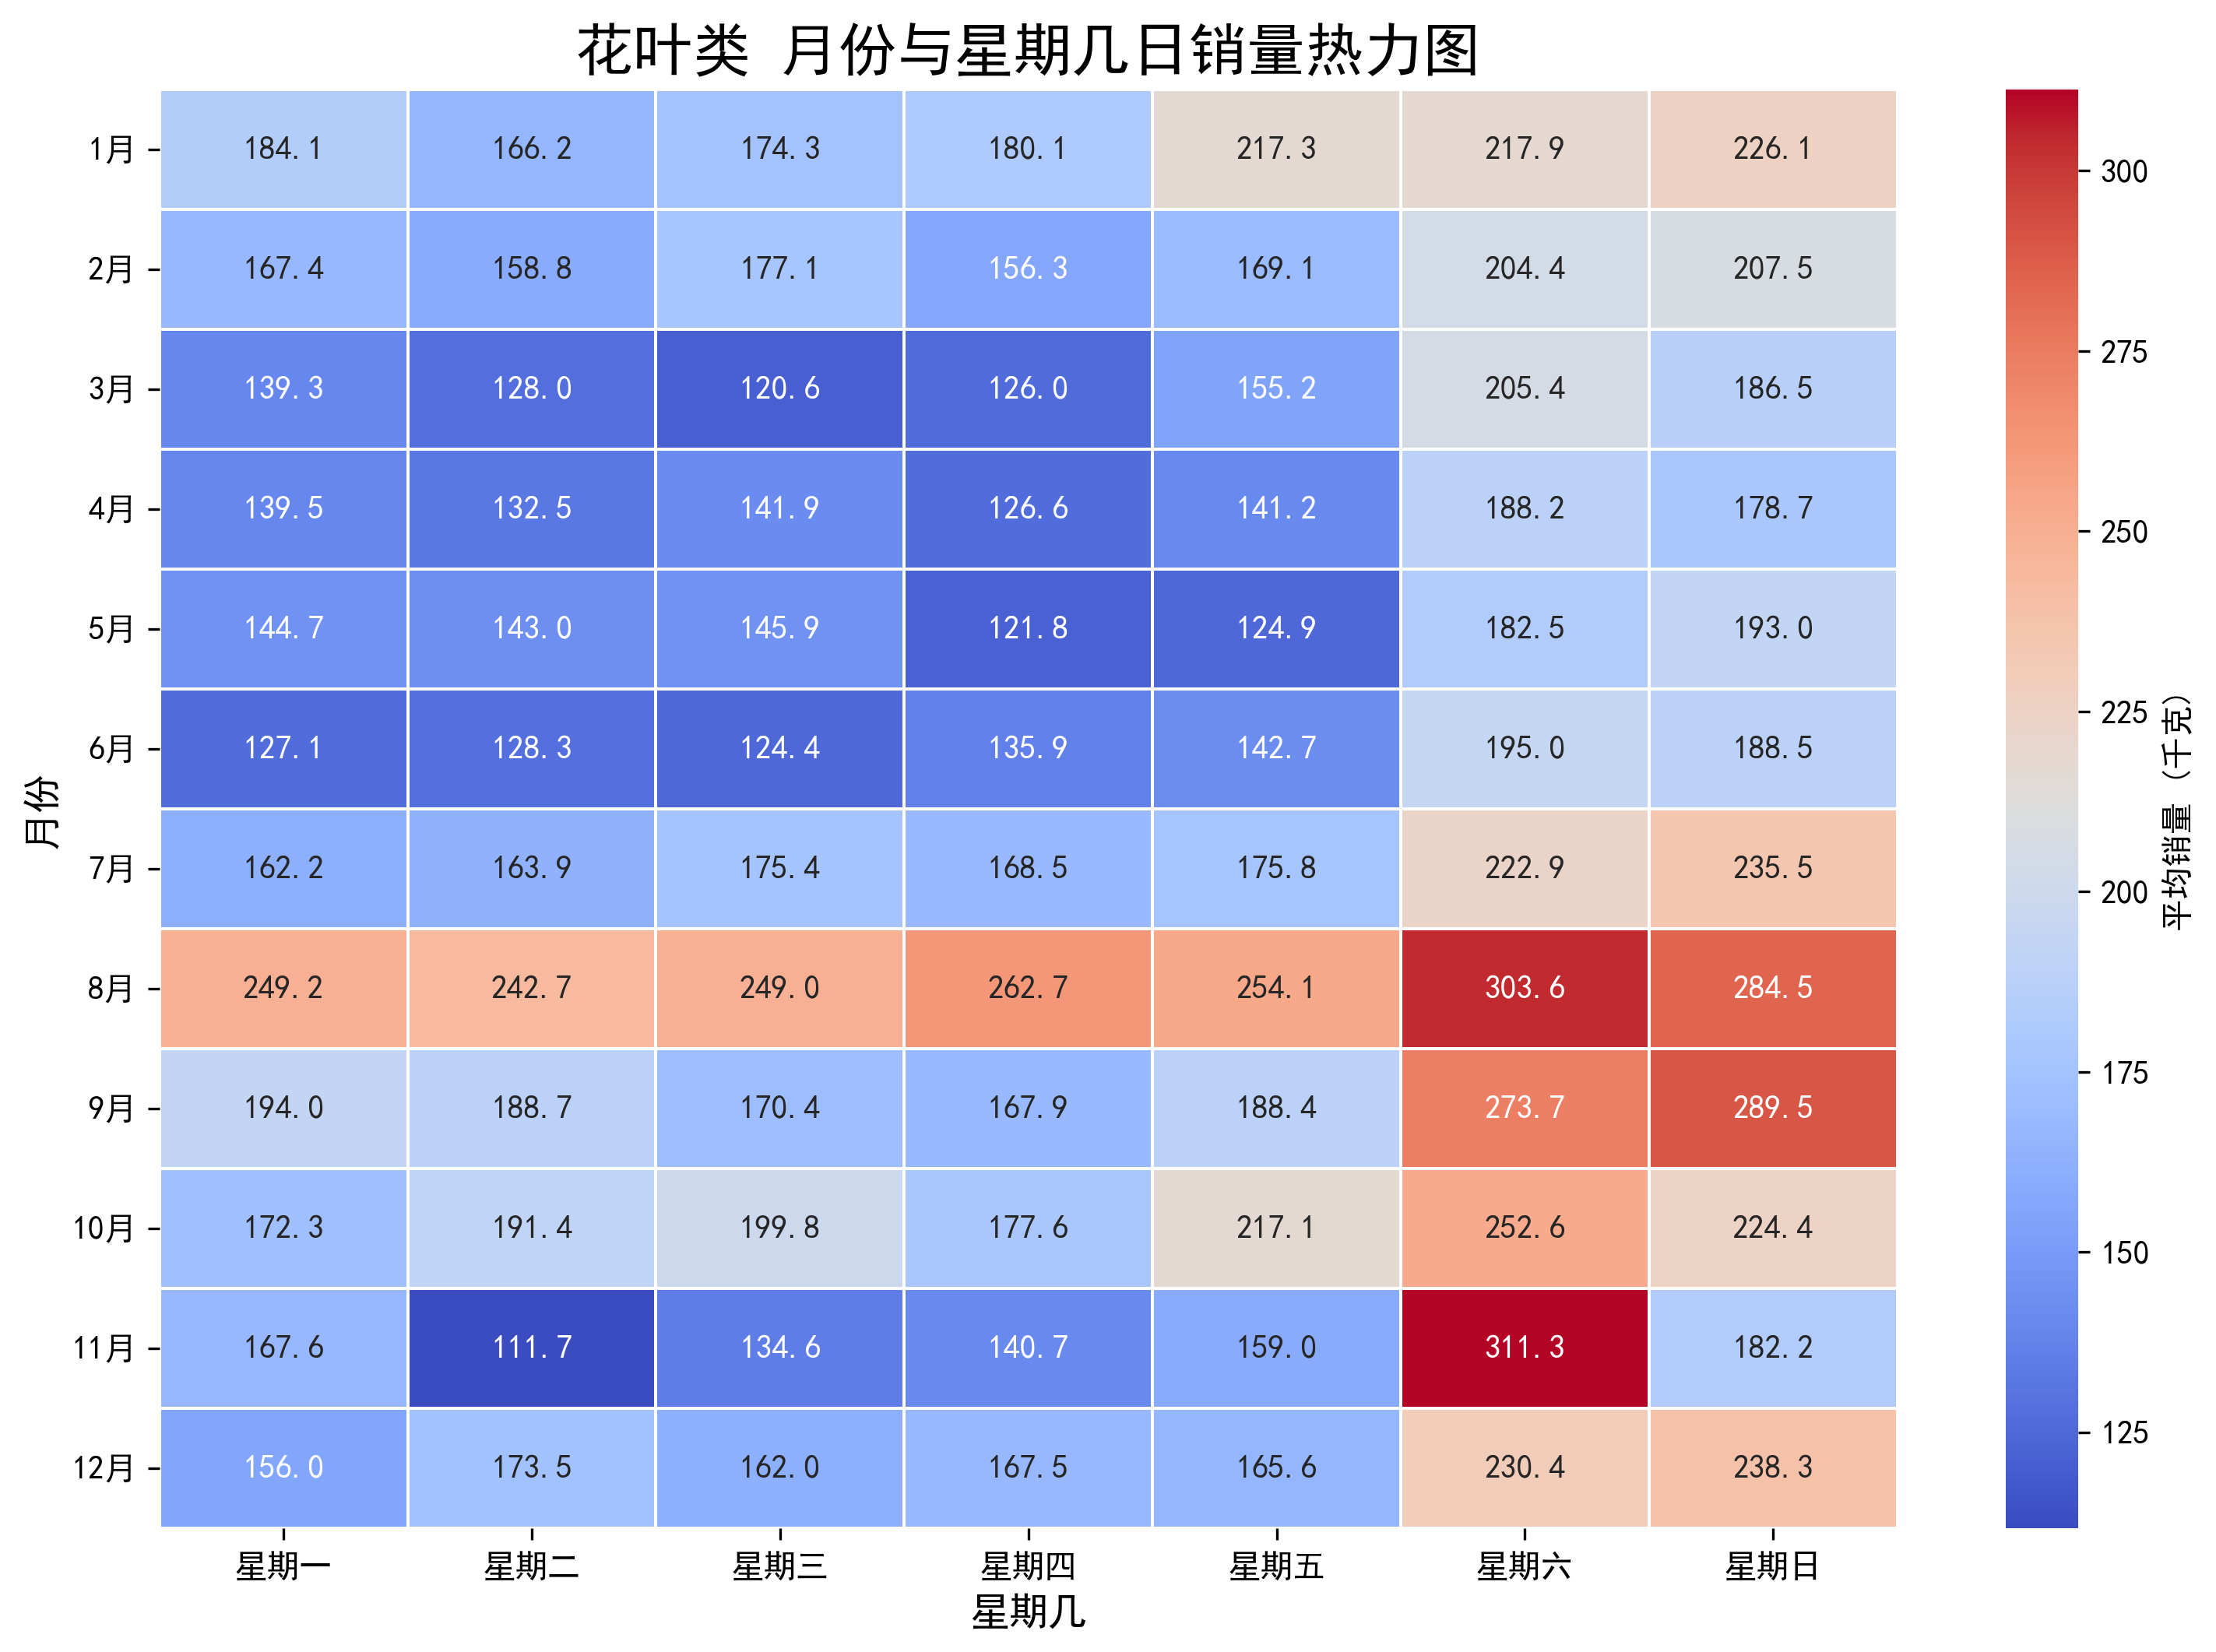 花叶类 月份与星期几日销量热力图
1月 184.1 166.2 174.3 180.1 217.3 217.9 226.1
2月 167.4 158.8 177.1 156.3 169.1 204.4 207.5
3月 139.3 128.0 120.6 126.0 155.2 205.4 186.5
4月 139.5 132.5 141.9 126.6 141.2 188.2 178.7
5月 144.7 143.0 145.9 121.8 124.9 182.5 193.0
6月 127.1 128.3 124.4 135.9 142.7 195.0 188.5
7月 162.2 163.9 175.4 168.5 175.8 222.9 235.5
8月 249.2 242.7 249.0 262.7 254.1 303.6 284.5
9月 194.0 188.7 170.4 167.9 188.4 273.7 289.5
10月 172.3 191.4 199.8 177.6 217.1 252.6 224.4
11月 167.6 111.7 134.6 140.7 159.0 311.3 182.2
12月 156.0 173.5 162.0 167.5 165.6 230.4 238.3
星期一 星期二 星期三 星期四 星期五 星期六 星期日
星期几
月份
300
275
250
225
200
175
150
125
平均销量（千克）